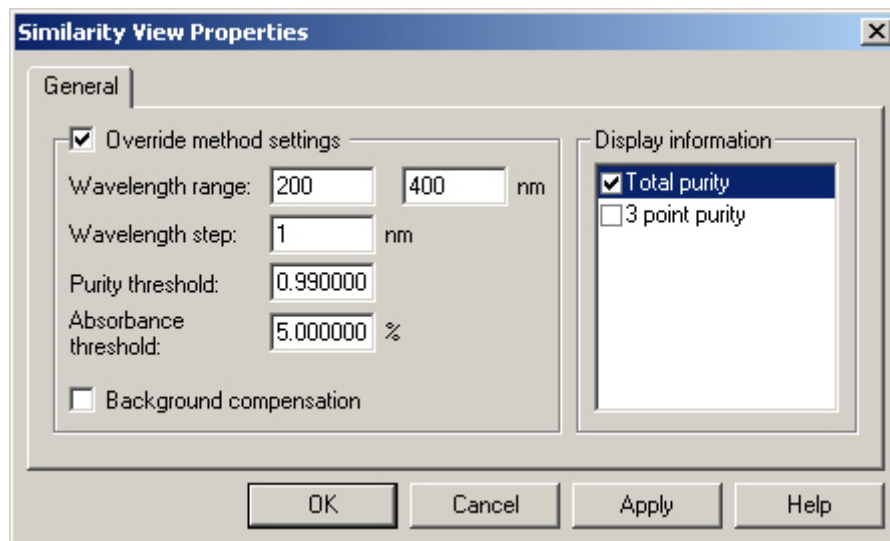 Similarity View Properties
General
Override method settings
Wavelength range: 200 400 nm
Wavelength step: 1 nm
Purity threshold: 0.990000
Absorbance
threshold: 5.000000 %
Background compensation
Display information
Total purity
3 point purity
OK Cancel Apply Help